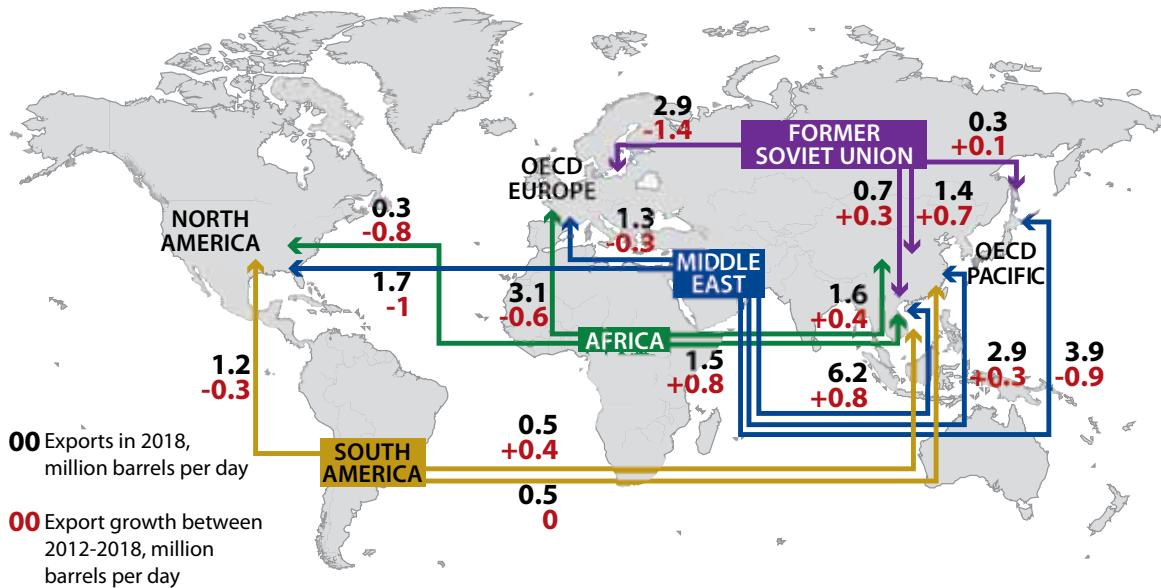 2.9
-1.4
FORMER
SOVIET UNION
0.3
+0.1
OECD
EUROPE
0.7
+0.3
1.4
+0.7
NORTH
AMERICA
0.3
-0.8
1.3
-0.3
MIDDLE
EAST
OECD
PACIFIC
1.7
-1
3.1
-0.6
1.6
+0.4
AFRICA
1.2
-0.3
1.5
+0.8
6.2
+0.8
2.9
+0.3
3.9
-0.9
SOUTH
AMERICA
0.5
+0.4
0.5
0
00 Exports in 2018,
million barrels per day
00 Export growth between
2012-2018, million
barrels per day